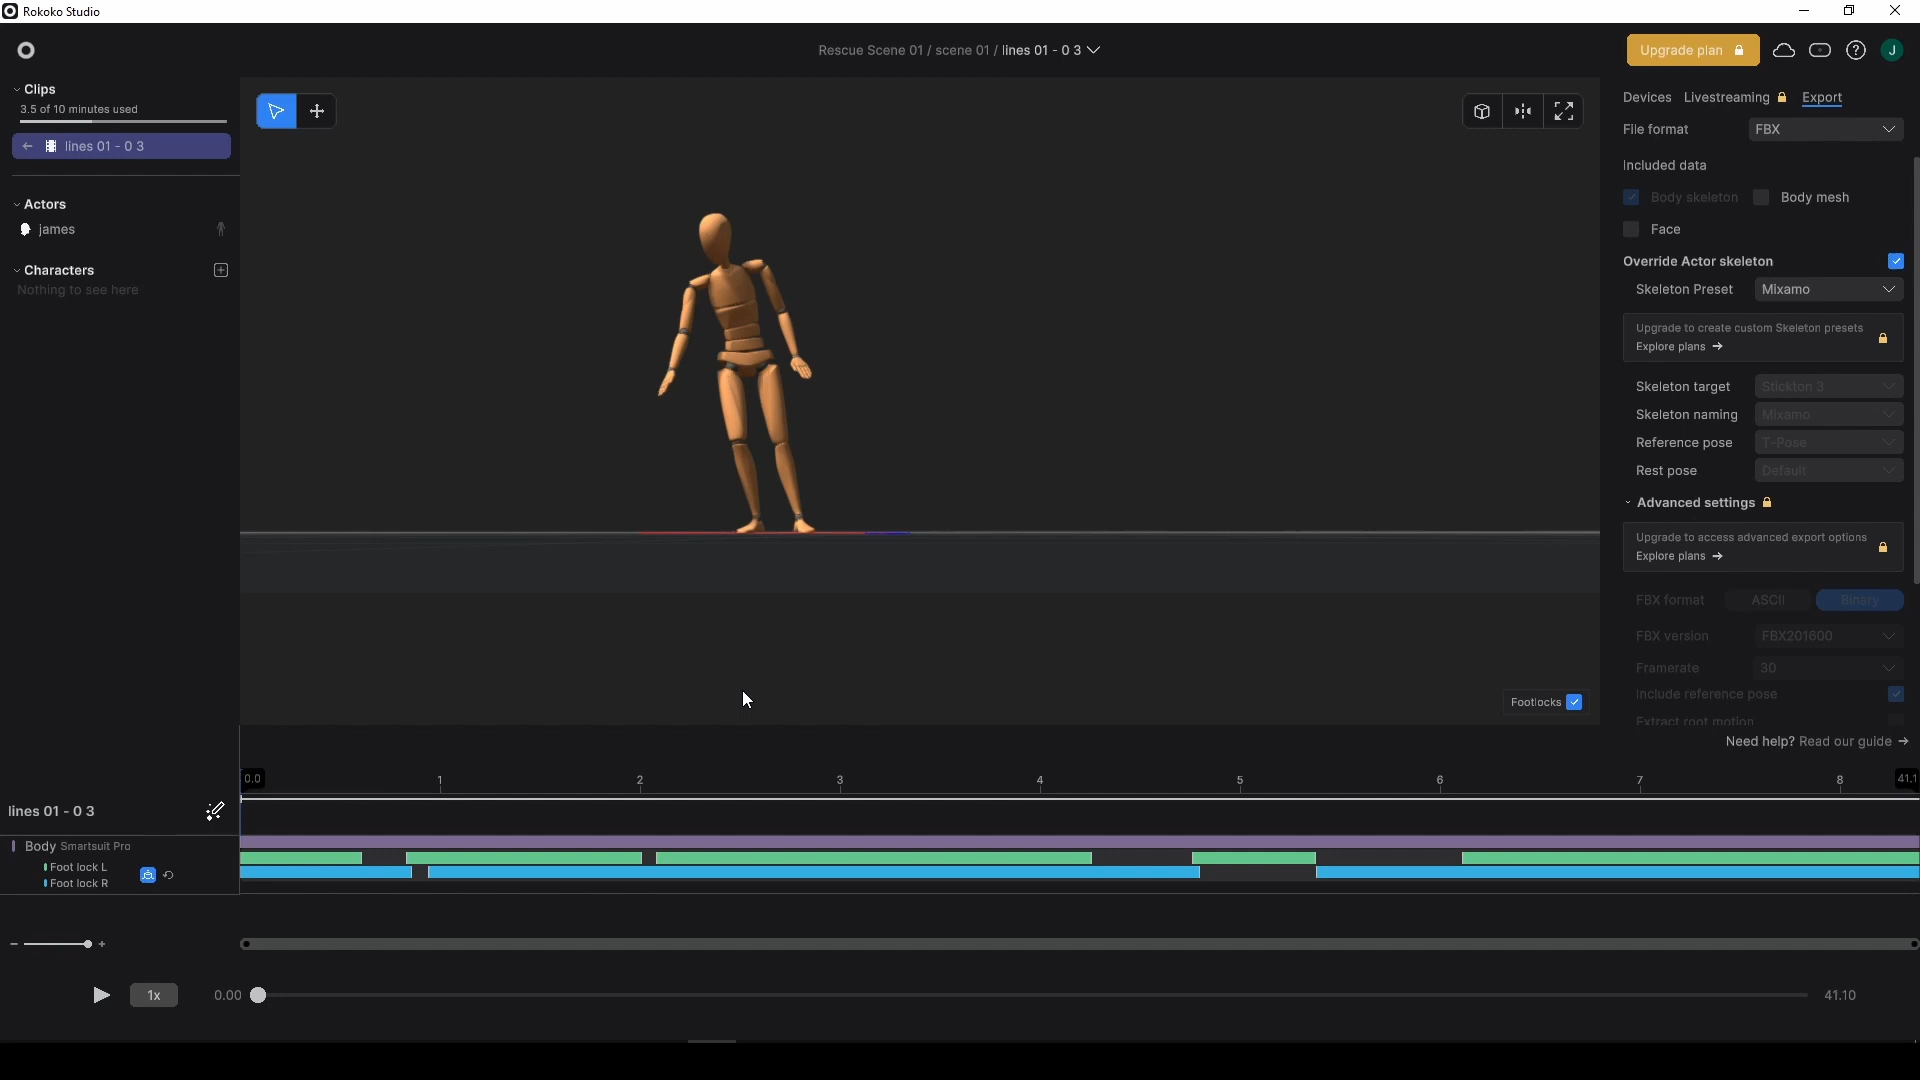 Rokoko Studio
Rescue Scene 01 / scene 01 / lines 01 - 0 3
Upgrade plan
J
Clips
3.5 of 10 minutes used
lines 01 - 0 3
Actors
james
Characters
Nothing to see here
Devices Livestreaming Export
File format FBX
Included data
Body skeleton Body mesh
Face
Override Actor skeleton
Skeleton Preset Mixamo
Upgrade to create custom Skeleton presets
Explore plans →
Skeleton target Stickton 3
Skeleton naming Mixamo
Reference pose T-Pose
Rest pose Default
Advanced settings
Upgrade to access advanced export options
Explore plans →
FBX format ASCII Binary
FBX version FBX201600
Framerate 30
Include reference pose
Extract root motion
Footlocks
Need help? Read our guide →
0.0 1 2 3 4 5 6 7 8 41.1
lines 01 - 0 3
Body Smartsuit Pro
Foot lock L
Foot lock R
1x 0.00 41.10